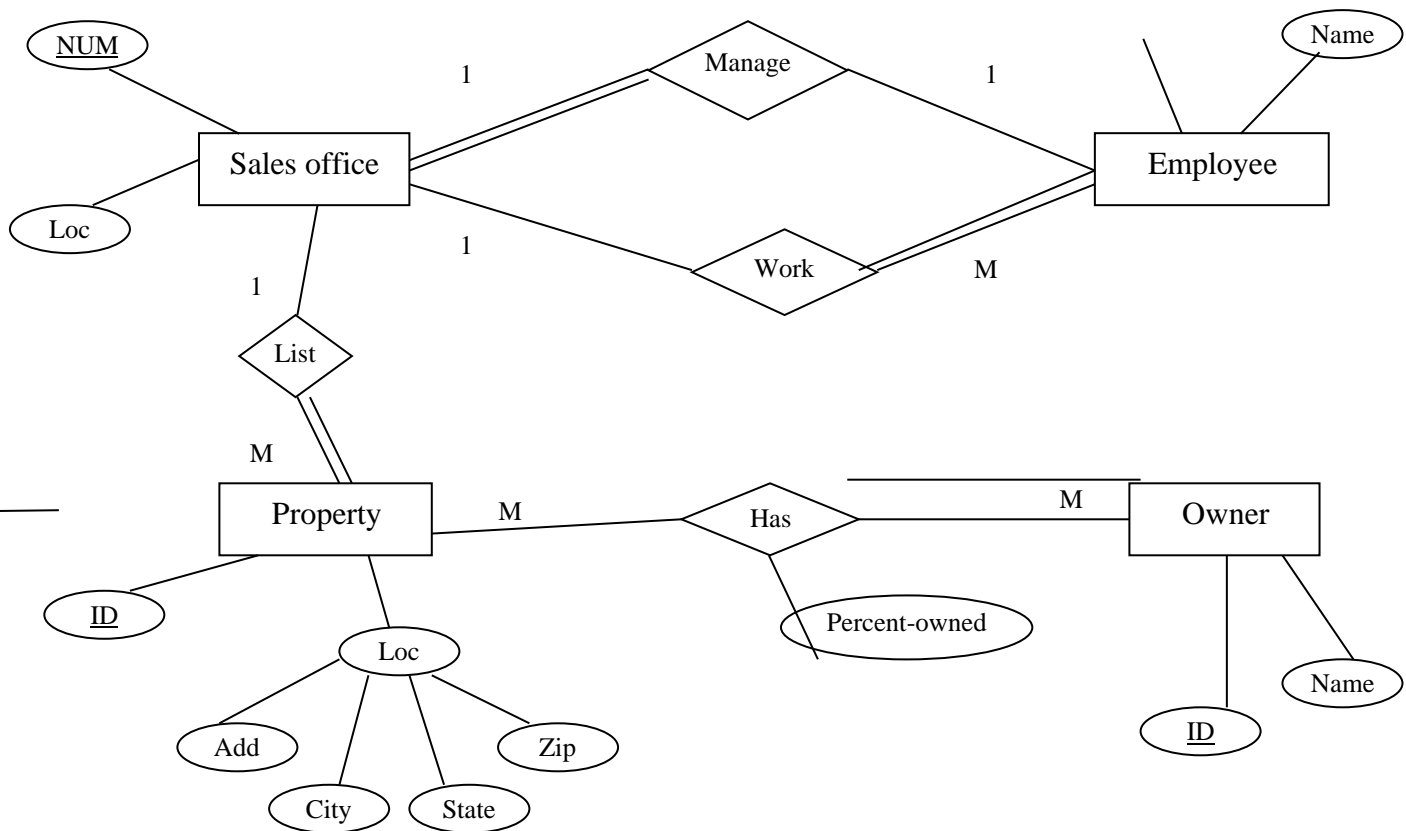 NUM
Name
Manage
1
1
Sales office
Employee
Loc
1
Work
M
1
List
M
Property
M
Has
M
Owner
ID
Percent-owned
Loc
Name
Add
Zip
ID
City
State